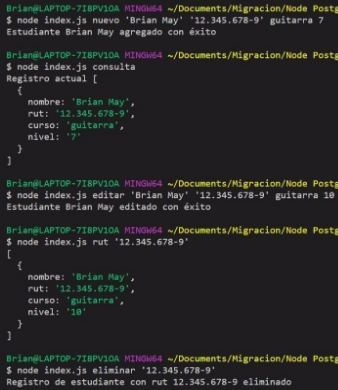 Brian@LAPTOP-7I8PV1OA MINGW64 ~/Documents/Migracion/Node Postg
$ node index.js nuevo 'Brian May' '12.345.678-9' guitarra 7
Estudiante Brian May agregado con éxito
Brian@LAPTOP-7I8PV1OA MINGW64 ~/Documents/Migracion/Node Postg
$ node index.js consulta
Registro actual [
{
nombre: 'Brian May',
rut: '12.345.678-9',
curso: 'guitarra',
nivel: '7'
}
]
Brian@LAPTOP-7I8PV1OA MINGW64 ~/Documents/Migracion/Node Postg
$ node index.js editar 'Brian May' '12.345.678-9' guitarra 10
Estudiante Brian May editado con éxito
Brian@LAPTOP-7I8PV1OA MINGW64 ~/Documents/Migracion/Node Postg
$ node index.js rut '12.345.678-9'
[
{
nombre: 'Brian May',
rut: '12.345.678-9',
curso: 'guitarra',
nivel: '10'
}
]
Brian@LAPTOP-7I8PV1OA MINGW64 ~/Documents/Migracion/Node Postg
$ node index.js eliminar '12.345.678-9'
Registro de estudiante con rut 12.345.678-9 eliminado